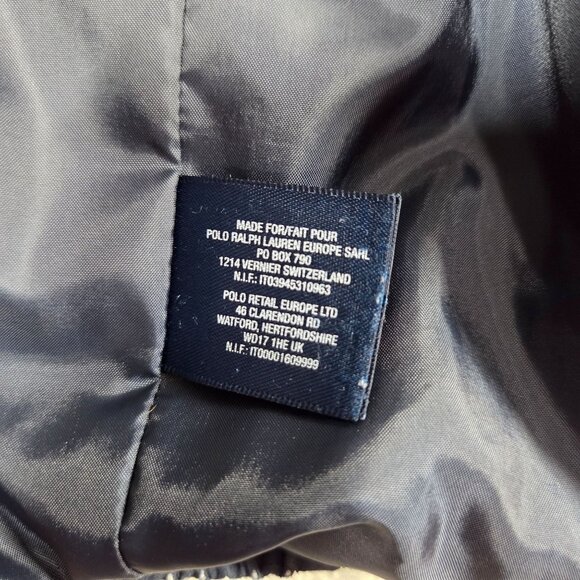 MADE FOR/FAIT POUR
POLO RALPH LAUREN EUROPE SARL
PO BOX 790
1214 VERNIER SWITZERLAND
N.I.F.: IT03945310963
POLO RETAIL EUROPE LTD
46 CLARENDON RD
WATFORD, HERTFORDSHIRE
WD17 1HE UK
N.I.F.: IT00001609999